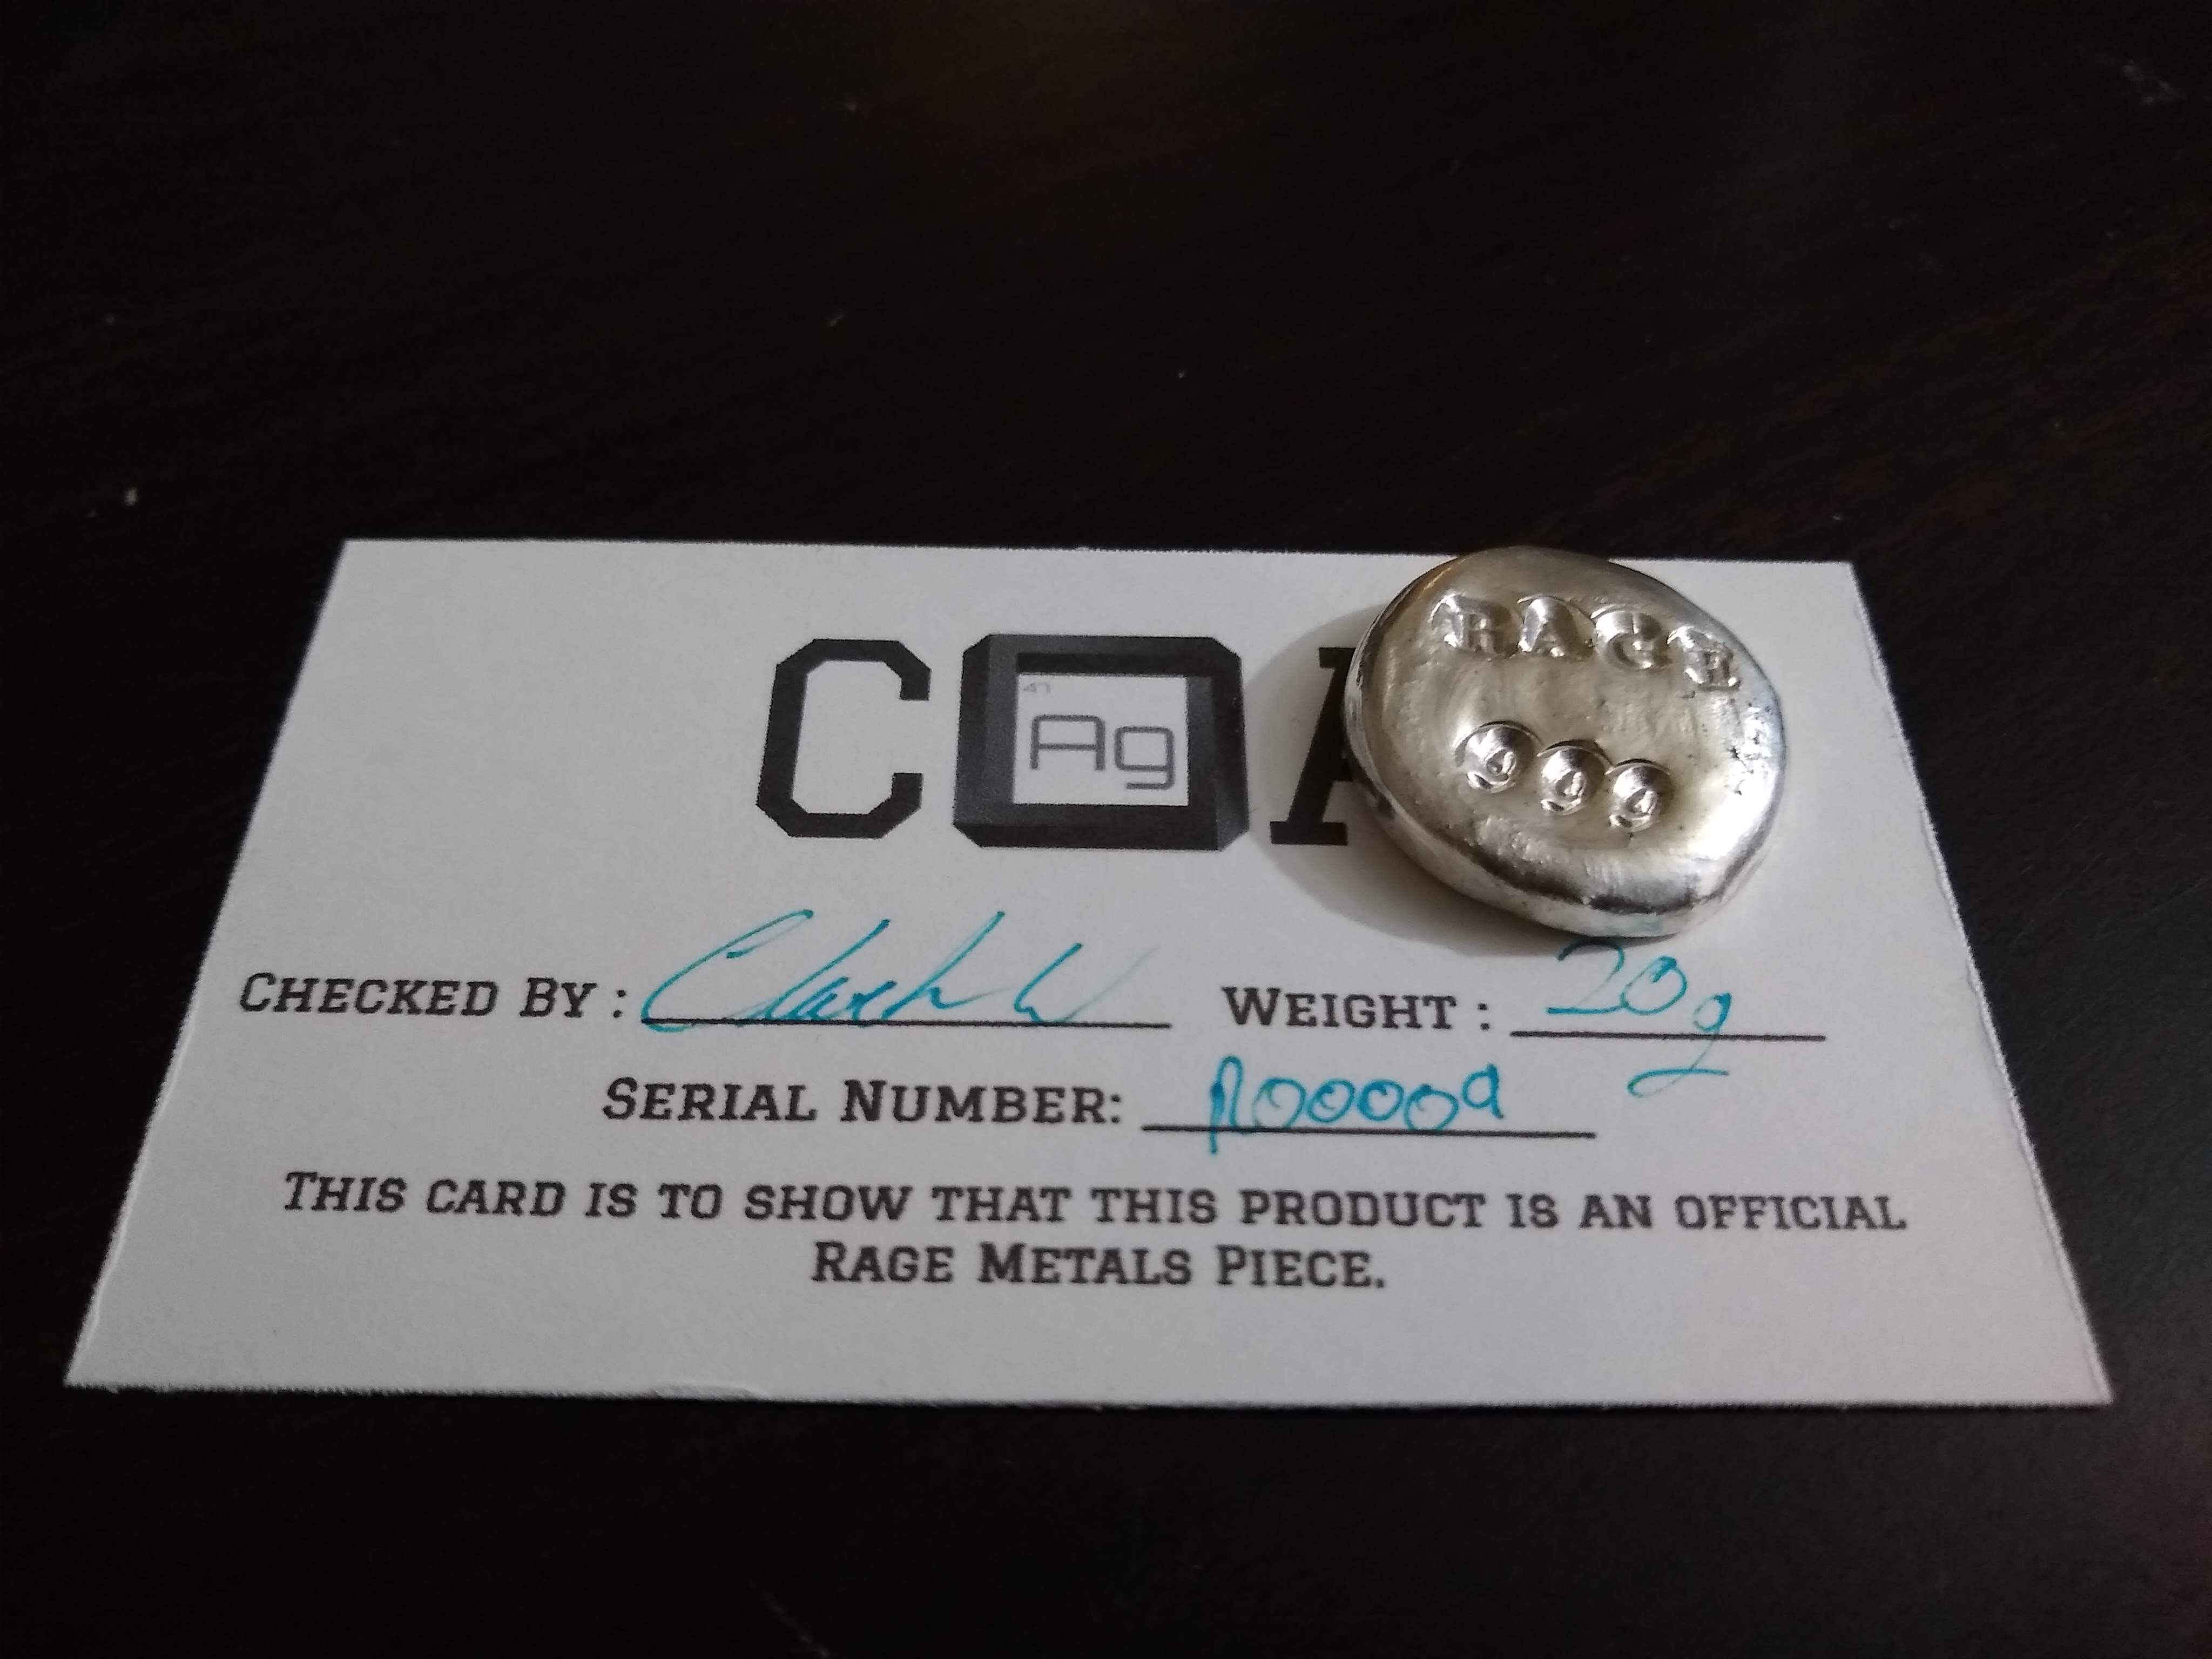 RAGE
999
C Ag A
47
CHECKED BY : Clark W WEIGHT : 20g
SERIAL NUMBER: R00009
THIS CARD IS TO SHOW THAT THIS PRODUCT IS AN OFFICIAL
RAGE METALS PIECE.